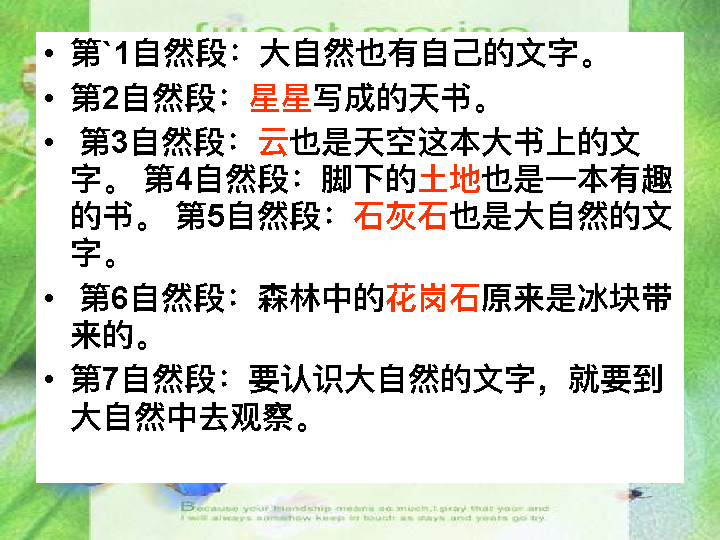 Sweet marine
• 第`1自然段：大自然也有自己的文字。
• 第2自然段：星星写成的天书。
• 第3自然段：云也是天空这本大书上的文
字。 第4自然段：脚下的土地也是一本有趣
的书。 第5自然段：石灰石也是大自然的文
字。
• 第6自然段：森林中的花岗石原来是冰块带
来的。
• 第7自然段：要认识大自然的文字，就要到
大自然中去观察。
Because your friendship means so much,I pray that your and
I will always somehow keep in touch as days and years go by.